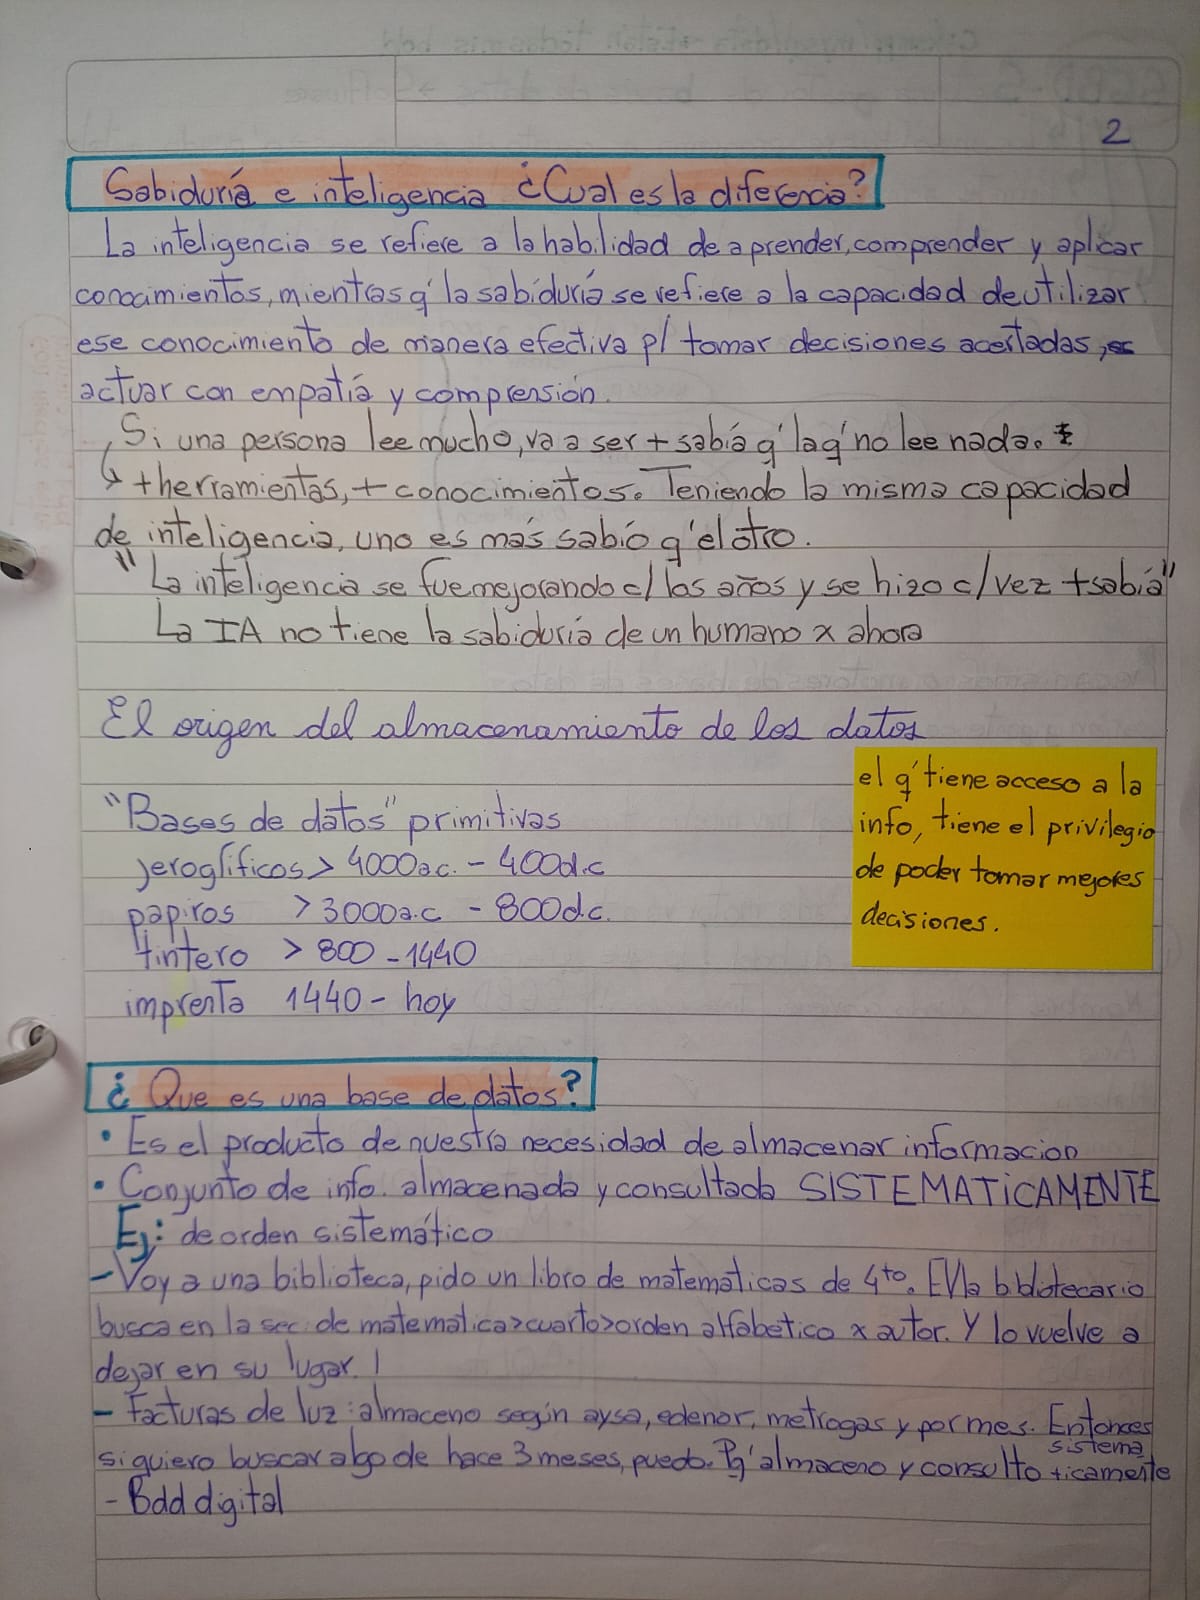 2
Sabiduría e inteligencia ¿Cual es la diferencia?
La inteligencia se refiere a la habilidad de aprender, comprender y aplicar
conocimientos, mientras q' la sabiduría se refiere a la capacidad de utilizar
ese conocimiento de manera efectiva p/ tomar decisiones acertadas,
actuar con empatía y comprensión.
Si una persona lee mucho, va a ser + sabía q' la q' no lee nada.
↳ + herramientas, + conocimientos. Teniendo la misma capacidad
de inteligencia, uno es más sabío q' el otro.
"La inteligencia se fue mejorando c/ los años y se hizo c/vez + sabía"
La IA no tiene la sabiduría de un humano x ahora
El origen del almacenamiento de los datos
el q' tiene acceso a la
info, tiene el privilegio
de poder tomar mejores
decisiones.
"Bases de datos" primitivas
jeroglíficos > 4000a.c. - 400d.c
papiros > 3000a.c - 800d.c.
tintero > 800 - 1440
imprenta 1440 - hoy
¿Que es una base de datos?
• Es el producto de nuestra necesidad de almacenar informacion
• Conjunto de info. almacenada y consultada SISTEMATiCAMENTE
Ej: de orden sistemático
- Voy a una biblioteca, pido un libro de matemáticas de 4to. El/la bibliotecario
busca en la sec. de matemática>cuarto>orden alfabético x autor. Y lo vuelve a
dejar en su lugar. !
- Facturas de luz: almaceno según aysa, edenor, metrogas y por mes. Entonces
si quiero buscar algo de hace 3 meses, puedo. Pq' almaceno y consulto sistema
ticamente
- Bdd digital